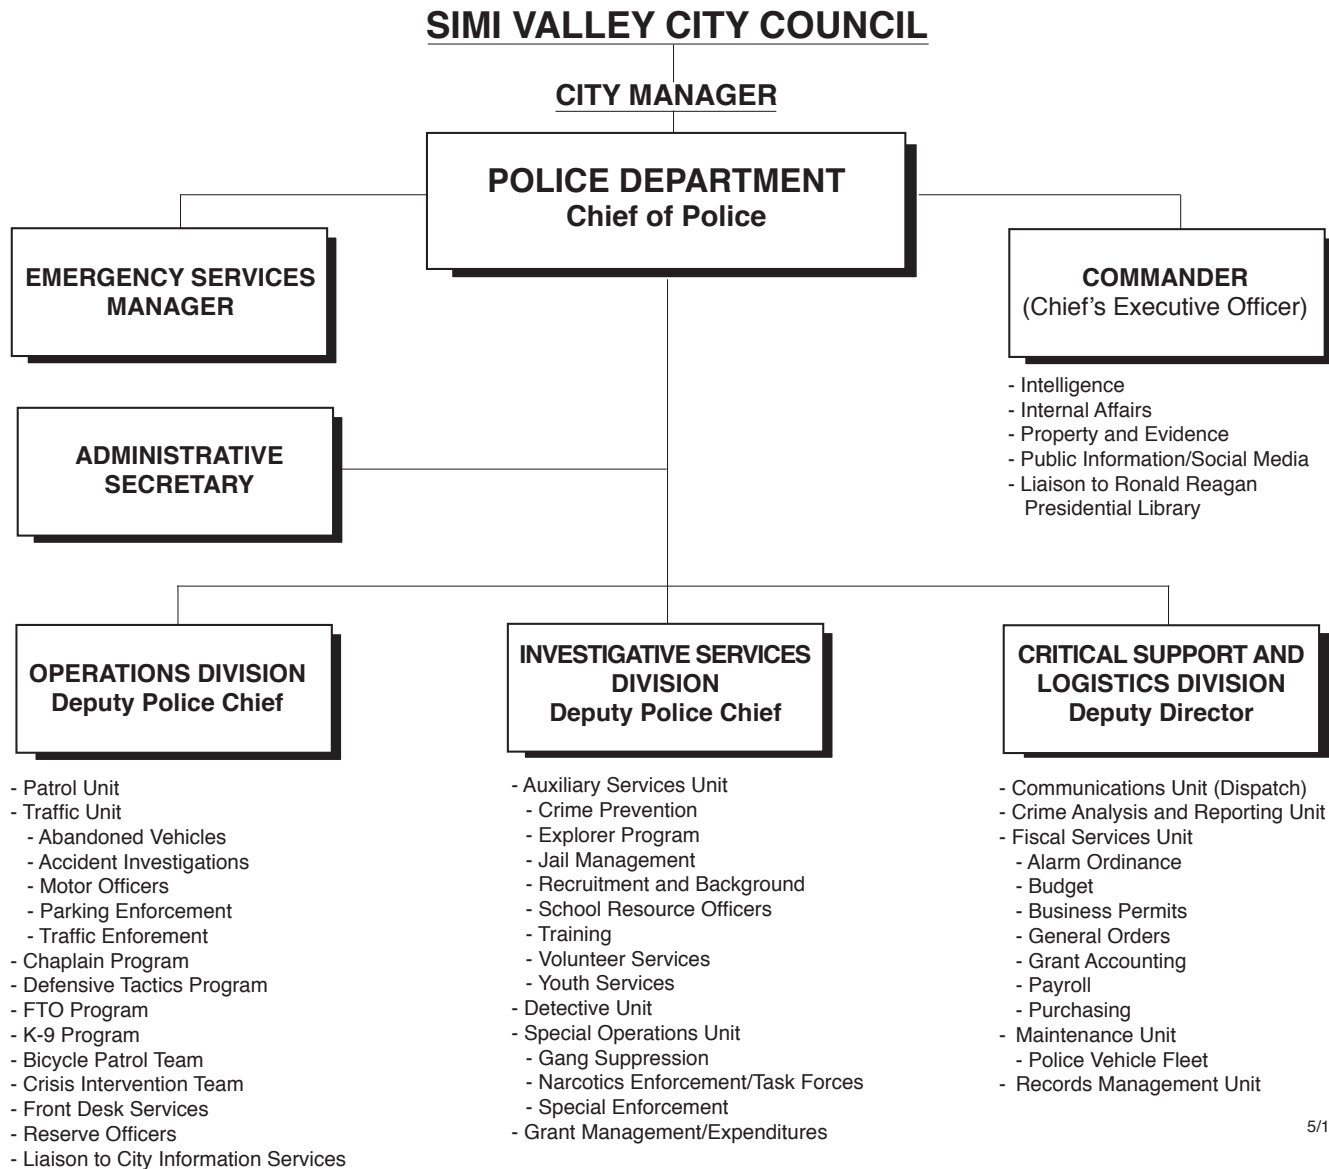 SIMI VALLEY CITY COUNCIL
CITY MANAGER
POLICE DEPARTMENT
Chief of Police
EMERGENCY SERVICES
MANAGER
COMMANDER
(Chief’s Executive Officer)
- Intelligence
- Internal Affairs
- Property and Evidence
- Public Information/Social Media
- Liaison to Ronald Reagan
Presidential Library
ADMINISTRATIVE
SECRETARY
OPERATIONS DIVISION
Deputy Police Chief
- Patrol Unit
- Traffic Unit
- Abandoned Vehicles
- Accident Investigations
- Motor Officers
- Parking Enforcement
- Traffic Enforement
- Chaplain Program
- Defensive Tactics Program
- FTO Program
- K-9 Program
- Bicycle Patrol Team
- Crisis Intervention Team
- Front Desk Services
- Reserve Officers
- Liaison to City Information Services
INVESTIGATIVE SERVICES
DIVISION
Deputy Police Chief
- Auxiliary Services Unit
- Crime Prevention
- Explorer Program
- Jail Management
- Recruitment and Background
- School Resource Officers
- Training
- Volunteer Services
- Youth Services
- Detective Unit
- Special Operations Unit
- Gang Suppression
- Narcotics Enforcement/Task Forces
- Special Enforcement
- Grant Management/Expenditures
CRITICAL SUPPORT AND
LOGISTICS DIVISION
Deputy Director
- Communications Unit (Dispatch)
- Crime Analysis and Reporting Unit
- Fiscal Services Unit
- Alarm Ordinance
- Budget
- Business Permits
- General Orders
- Grant Accounting
- Payroll
- Purchasing
- Maintenance Unit
- Police Vehicle Fleet
- Records Management Unit
5/1